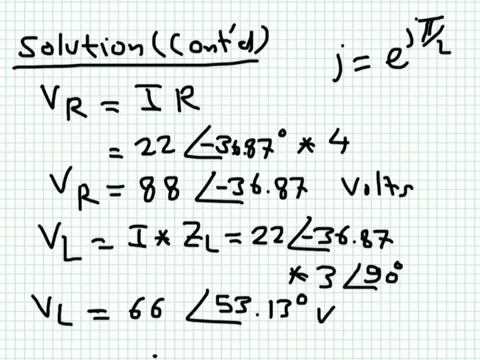 Solution (Cont'd)
j = e^{jπ/2}
V_R = I R
= 22 ∠-36.87° * 4
V_R = 88 ∠-36.87 Volts
V_L = I * Z_L = 22 ∠-36.87
* 3 ∠90°
V_L = 66 ∠53.13° V